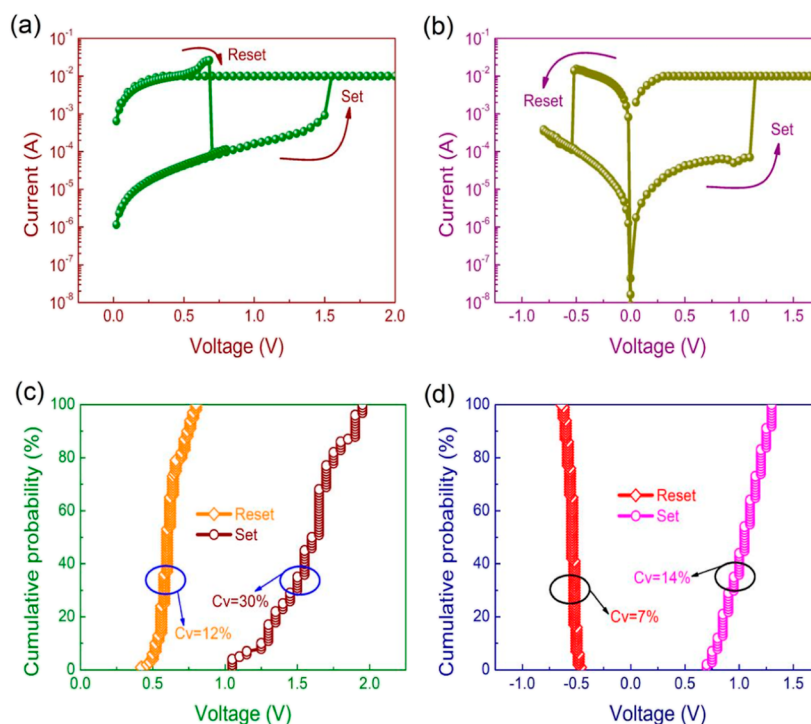 (a)
10^-1
10^-2
10^-3
10^-4
10^-5
10^-6
10^-7
10^-8
Current (A)
Reset
Set
0.0 0.5 1.0 1.5 2.0
Voltage (V)
(b)
10^-1
10^-2
10^-3
10^-4
10^-5
10^-6
10^-7
10^-8
Current (A)
Reset
Set
-1.0 -0.5 0.0 0.5 1.0 1.5
Voltage (V)
(c)
100
80
60
40
20
0
Cumulative probability (%)
Reset
Set
Cv=30%
Cv=12%
0.0 0.5 1.0 1.5 2.0
Voltage (V)
(d)
100
80
60
40
20
0
Cumulative probability (%)
Reset
Set
Cv=14%
Cv=7%
-1.0 -0.5 0.0 0.5 1.0 1.5
Voltage (V)